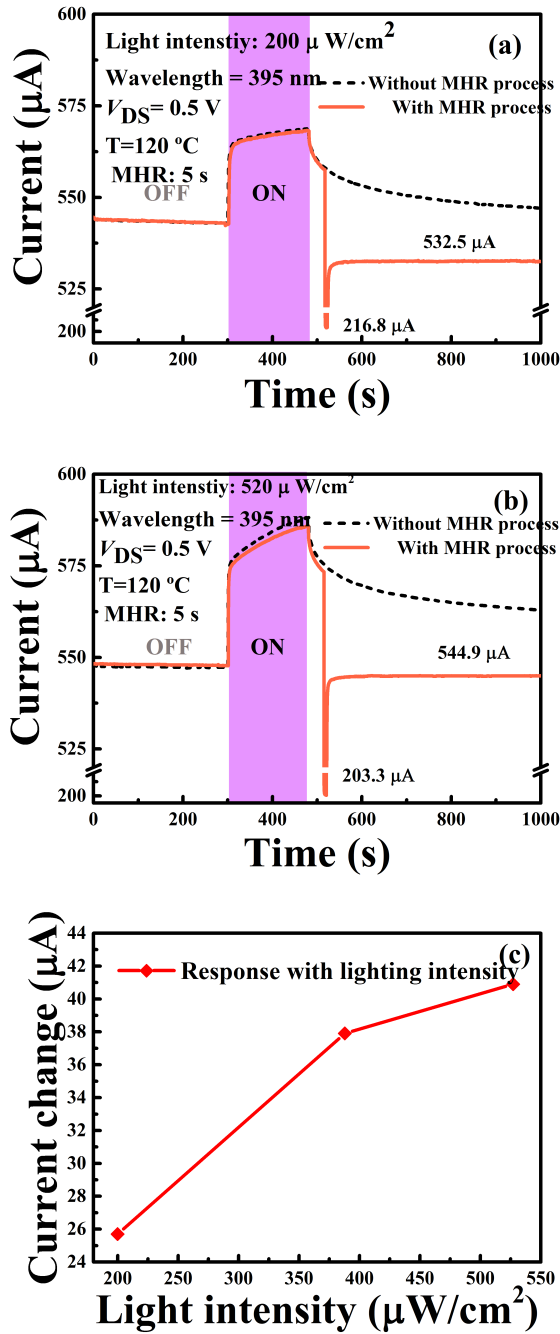 (a)
Light intenstiy: 200 μ W/cm²
Wavelength = 395 nm
V_DS= 0.5 V
T=120 ºC
MHR: 5 s
Without MHR process
With MHR process
OFF
ON
532.5 μA
216.8 μA
Current (μA)
600
575
550
525
200
0
200
400
600
800
1000
Time (s)
(b)
Light intenstiy: 520 μ W/cm²
Wavelength = 395 nm
V_DS= 0.5 V
T=120 ºC
MHR: 5 s
Without MHR process
With MHR process
OFF
ON
544.9 μA
203.3 μA
Current (μA)
600
575
550
525
200
0
200
400
600
800
1000
Time (s)
(c)
Response with lighting intensity
Current change (μA)
44
42
40
38
36
34
32
30
28
26
24
200
250
300
350
400
450
500
550
Light intensity (μW/cm²)